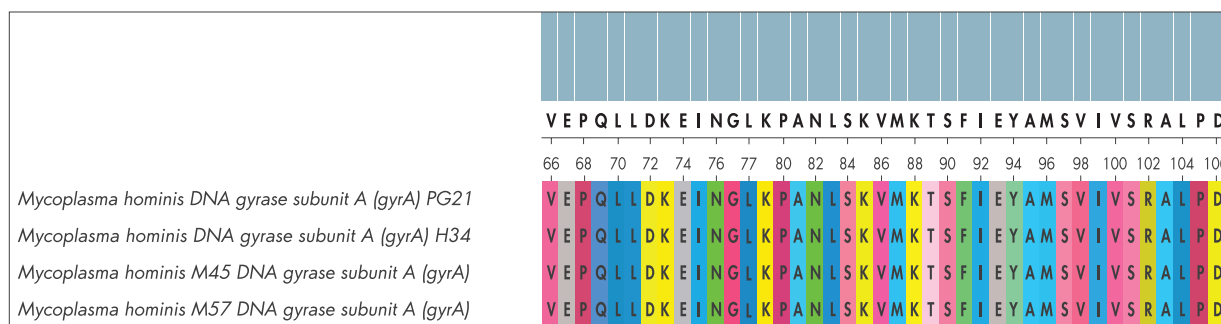 VEPQLLDKEINGLKPANLSKVMKTSFIEYAMSVIVSRALPD
66 68 70 72 74 76 77 80 82 84 86 88 90 92 94 96 98 100 102 104 106
Mycoplasma hominis DNA gyrase subunit A (gyrA) PG21 VEPQLLDKEINGLKPANLSKVMKTSFIEYAMSVIVSRALPD
Mycoplasma hominis DNA gyrase subunit A (gyrA) H34 VEPQLLDKEINGLKPANLSKVMKTSFIEYAMSVIVSRALPD
Mycoplasma hominis M45 DNA gyrase subunit A (gyrA) VEPQLLDKEINGLKPANLSKVMKTSFIEYAMSVIVSRALPD
Mycoplasma hominis M57 DNA gyrase subunit A (gyrA) VEPQLLDKEINGLKPANLSKVMKTSFIEYAMSVIVSRALPD